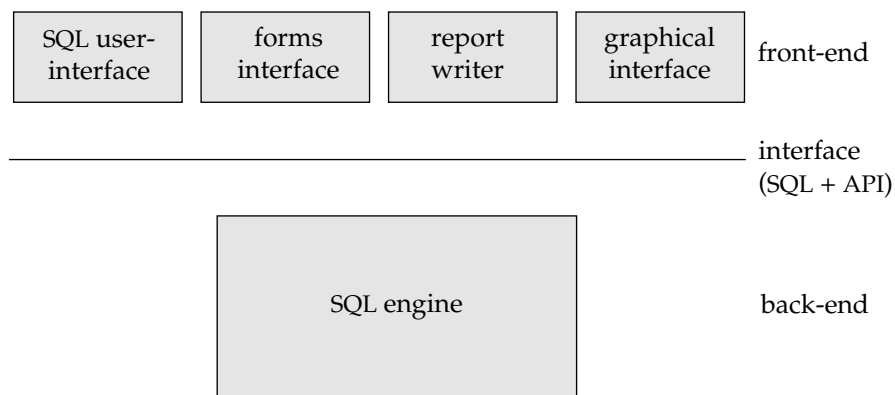 SQL user-
interface
forms
interface
report
writer
graphical
interface
front-end
interface
(SQL + API)
SQL engine
back-end